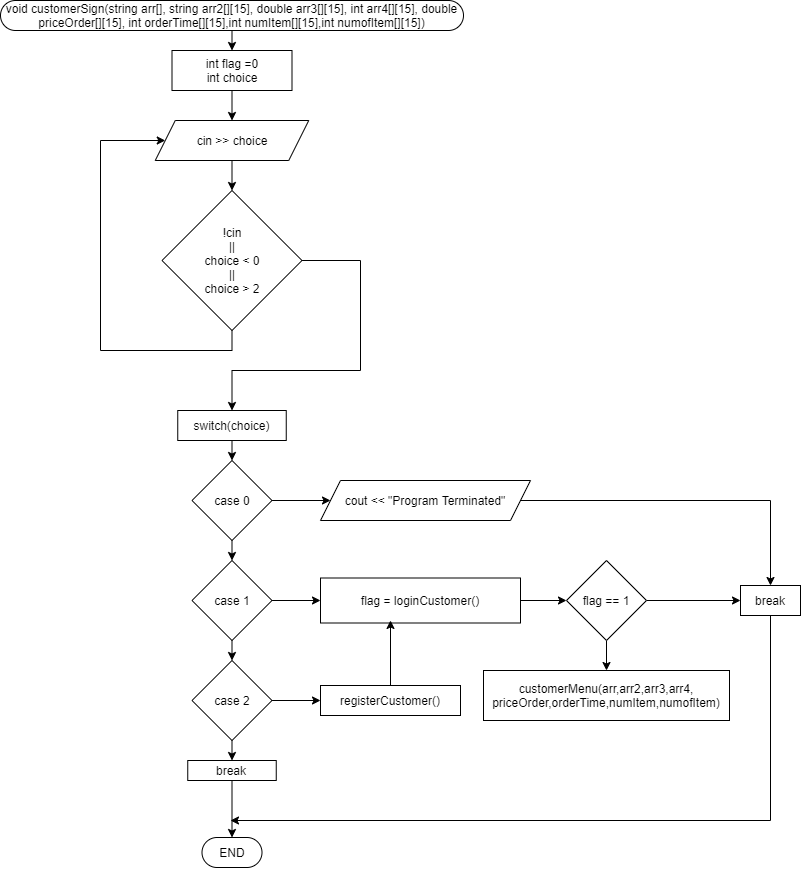 void customerSign(string arr[], string arr2[][15], double arr3[][15], int arr4[][15], double
priceOrder[][15], int orderTime[][15],int numItem[][15],int numofItem[][15])
int flag =0
int choice
cin >> choice
!cin
||
choice < 0
||
choice > 2
switch(choice)
case 0
cout << "Program Terminated"
case 1
flag = loginCustomer()
flag == 1
break
case 2
registerCustomer()
customerMenu(arr,arr2,arr3,arr4,
priceOrder,orderTime,numItem,numofItem)
break
END